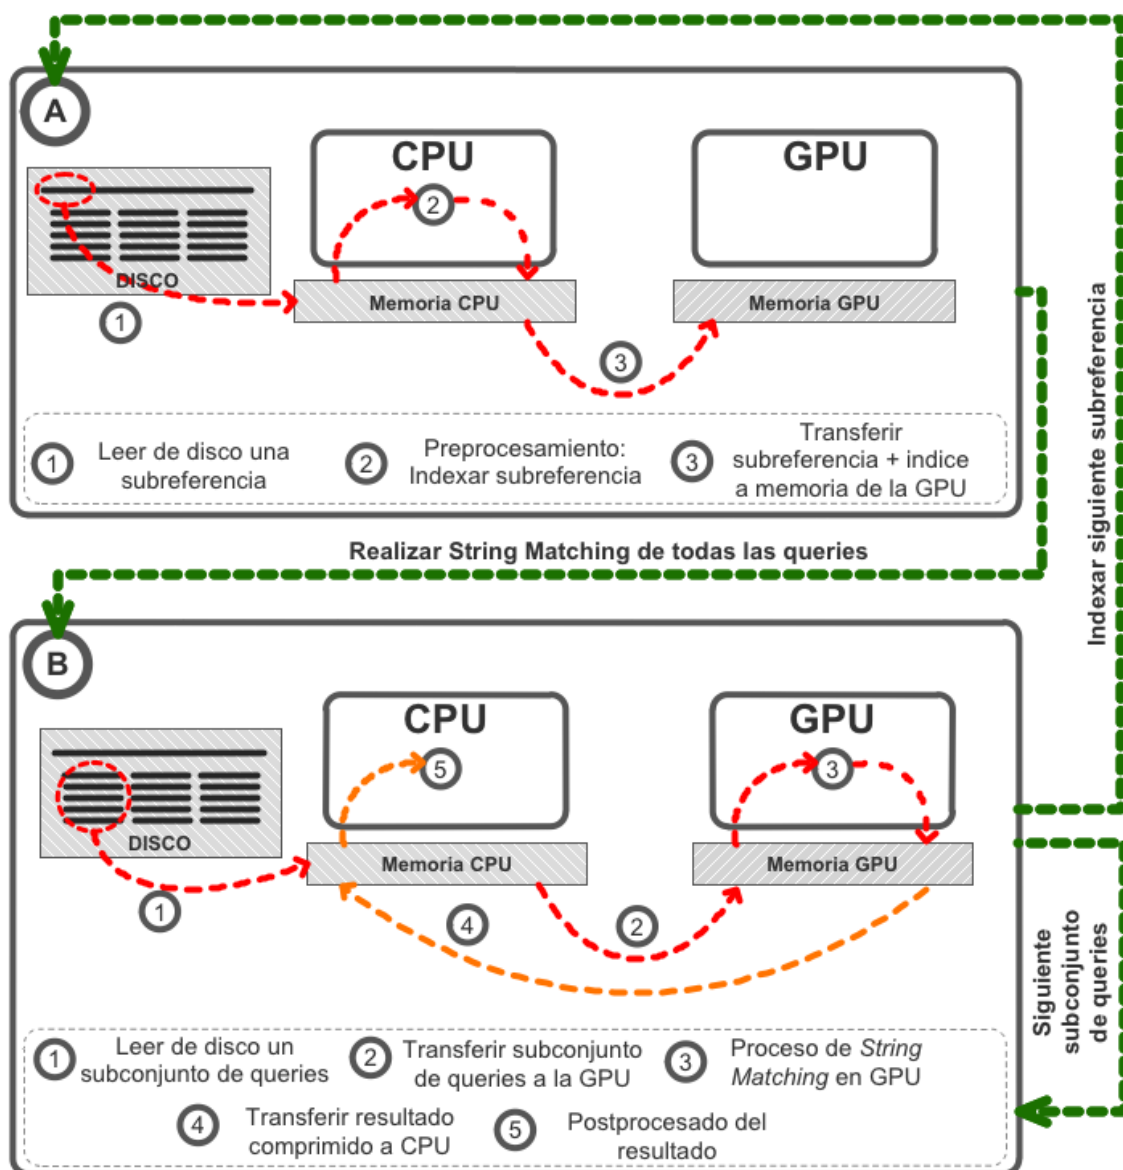 A
CPU
GPU
2
DISCO
Memoria CPU
Memoria GPU
1
3
1
Leer de disco una
subreferencia
2
Preprocesamiento:
Indexar subreferencia
3
Transferir
subreferencia + indice
a memoria de la GPU
Indexar siguiente subreferencia
Realizar String Matching de todas las queries
B
CPU
GPU
5
3
DISCO
Memoria CPU
Memoria GPU
1
4
2
Siguiente
subconjunto
de queries
1
Leer de disco un
subconjunto de queries
2
Transferir subconjunto
de queries a la GPU
3
Proceso de String
Matching en GPU
4
Transferir resultado
comprimido a CPU
5
Postprocesado del
resultado